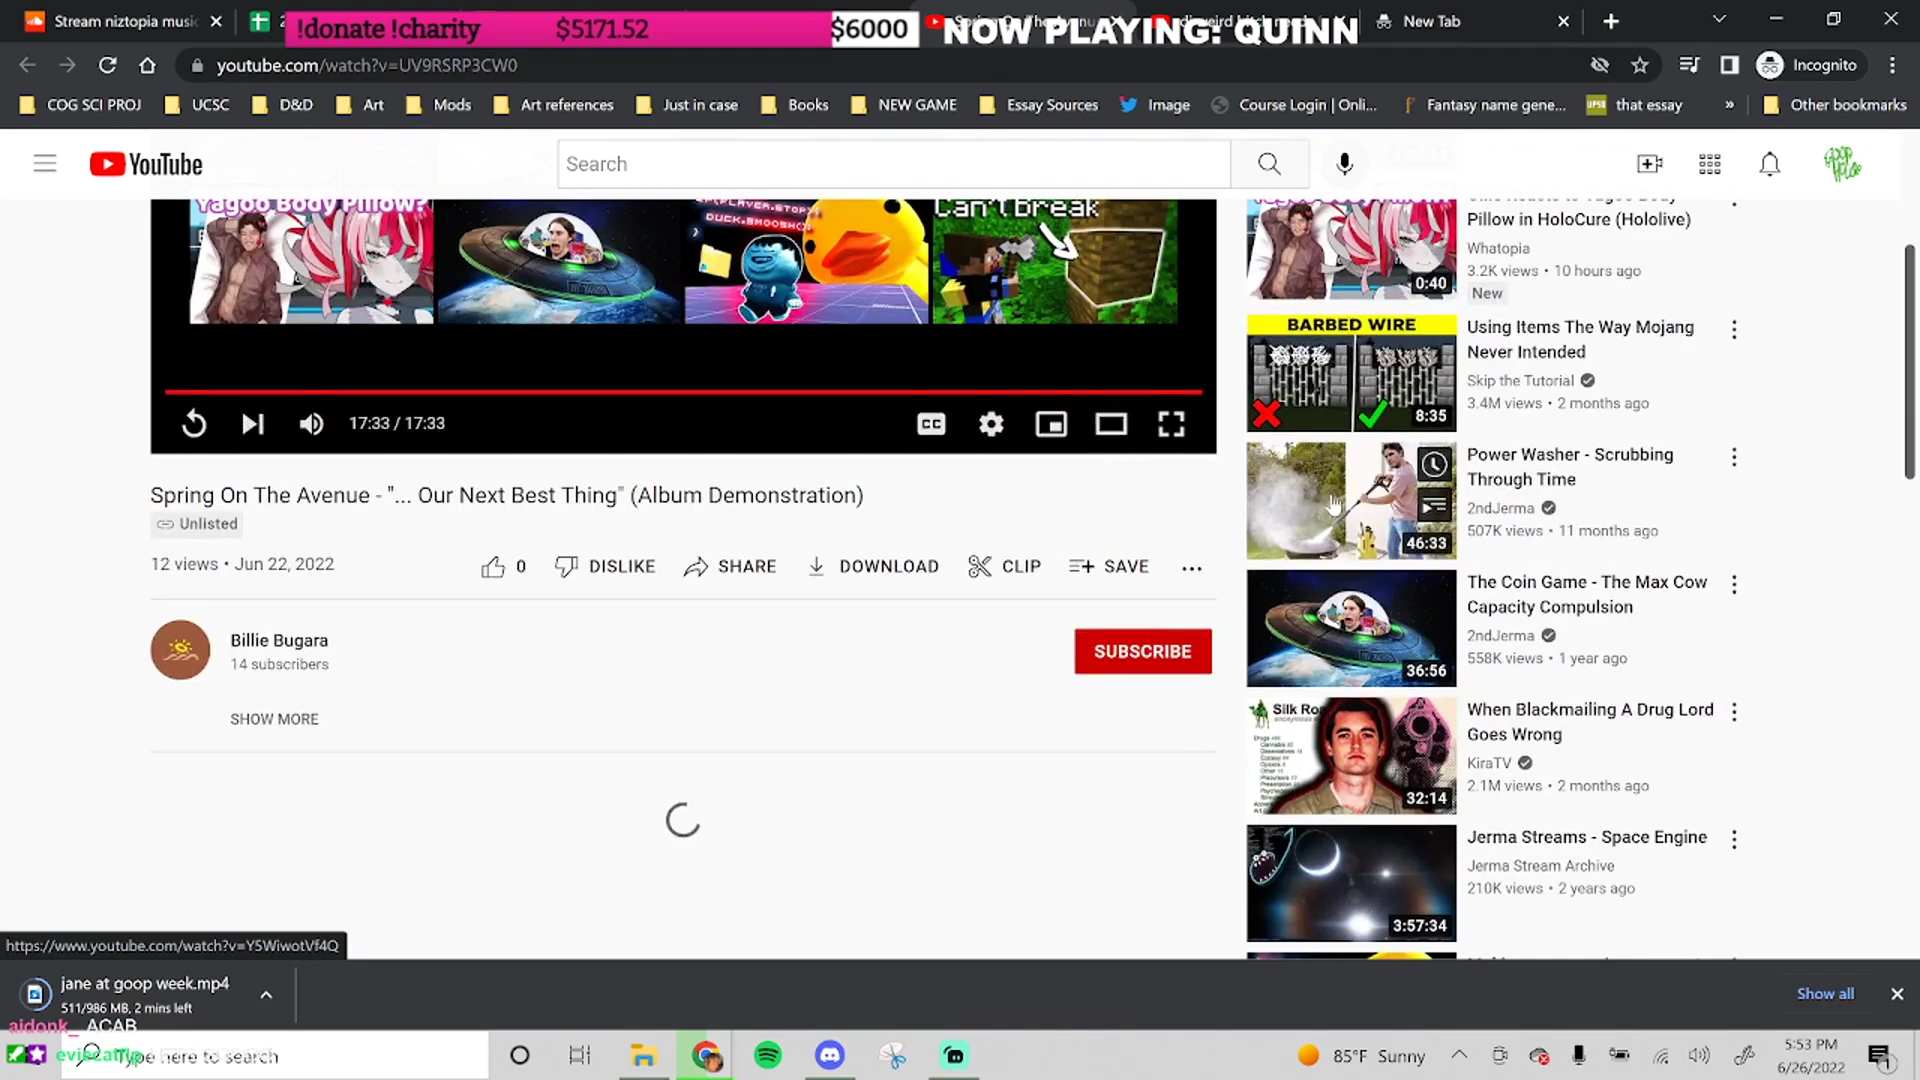 Stream niztopia music
!donate !charity
$5171.52
$6000
NOW PLAYING: QUINN
New Tab
youtube.com/watch?v=UV9RSRP3CW0
Incognito
COG SCI PROJ
UCSC
D&D
Art
Mods
Art references
Just in case
Books
NEW GAME
Essay Sources
Image
Course Login | Onli...
Fantasy name gene...
that essay
»
Other bookmarks
YouTube
Search
Yagoo Body Pillow?
DUCK.SMOOSH
Can't Break
17:33 / 17:33
CC
Spring On The Avenue - "... Our Next Best Thing" (Album Demonstration)
Unlisted
12 views • Jun 22, 2022
0
DISLIKE
SHARE
DOWNLOAD
CLIP
SAVE
Billie Bugara
14 subscribers
SUBSCRIBE
SHOW MORE
Pillow in HoloCure (Hololive)
Whatopia
3.2K views • 10 hours ago
New
0:40
BARBED WIRE
8:35
Using Items The Way Mojang
Never Intended
Skip the Tutorial
3.4M views • 2 months ago
46:33
Power Washer - Scrubbing
Through Time
2ndJerma
507K views • 11 months ago
36:56
The Coin Game - The Max Cow
Capacity Compulsion
2ndJerma
558K views • 1 year ago
Silk Ro
32:14
When Blackmailing A Drug Lord
Goes Wrong
KiraTV
2.1M views • 2 months ago
3:57:34
Jerma Streams - Space Engine
Jerma Stream Archive
210K views • 2 years ago
https://www.youtube.com/watch?v=Y5WiwotVf4Q
jane at goop week.mp4
511/986 MB, 2 mins left
Show all
aidonk_ ACAB
eviecatflip
Type here to search
85°F Sunny
5:53 PM
6/26/2022
1